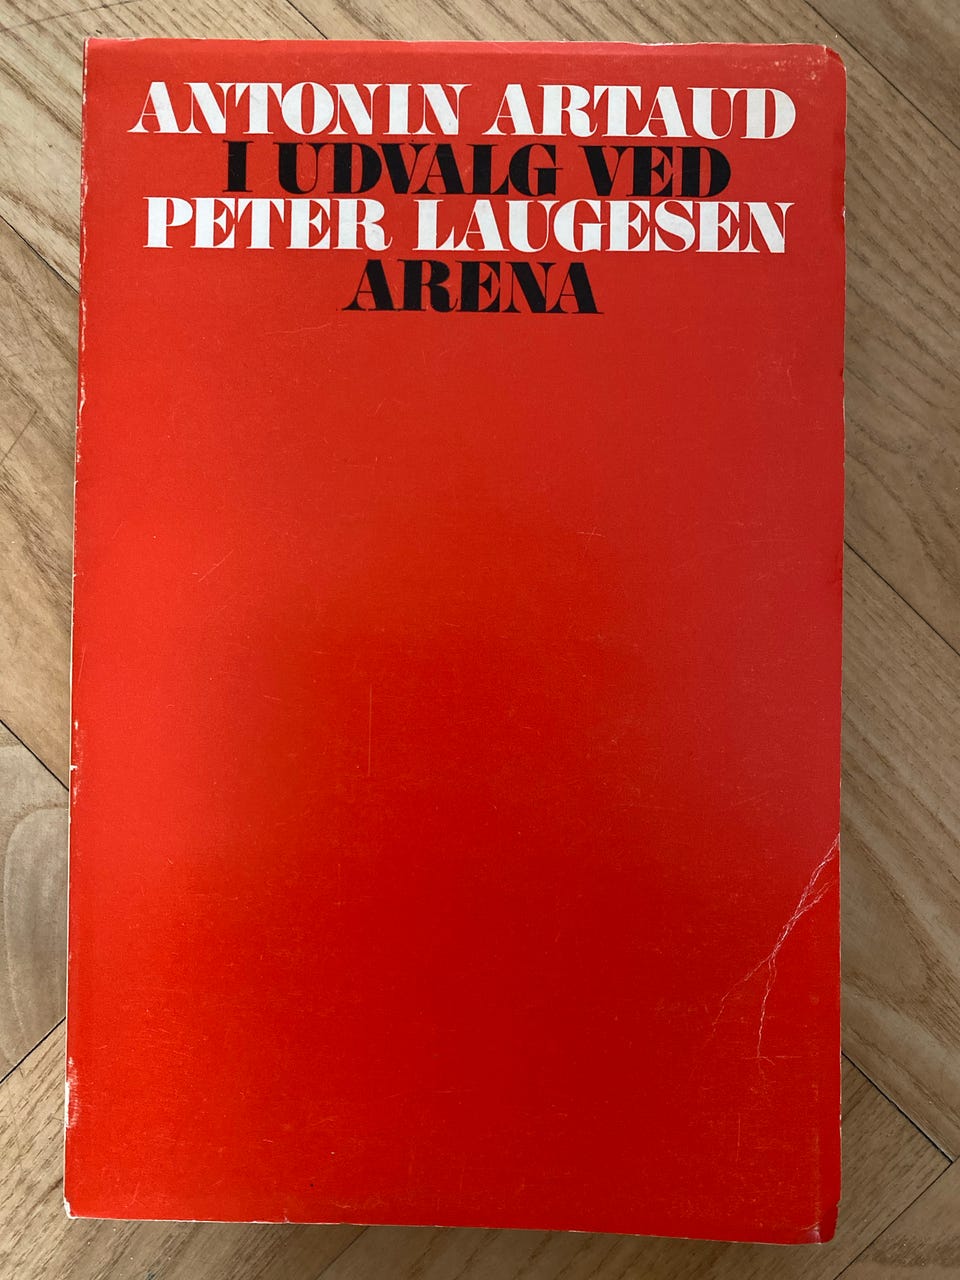 ANTONIN ARTAUD
I UDVALG VED
PETER LAUGESEN
ARENA